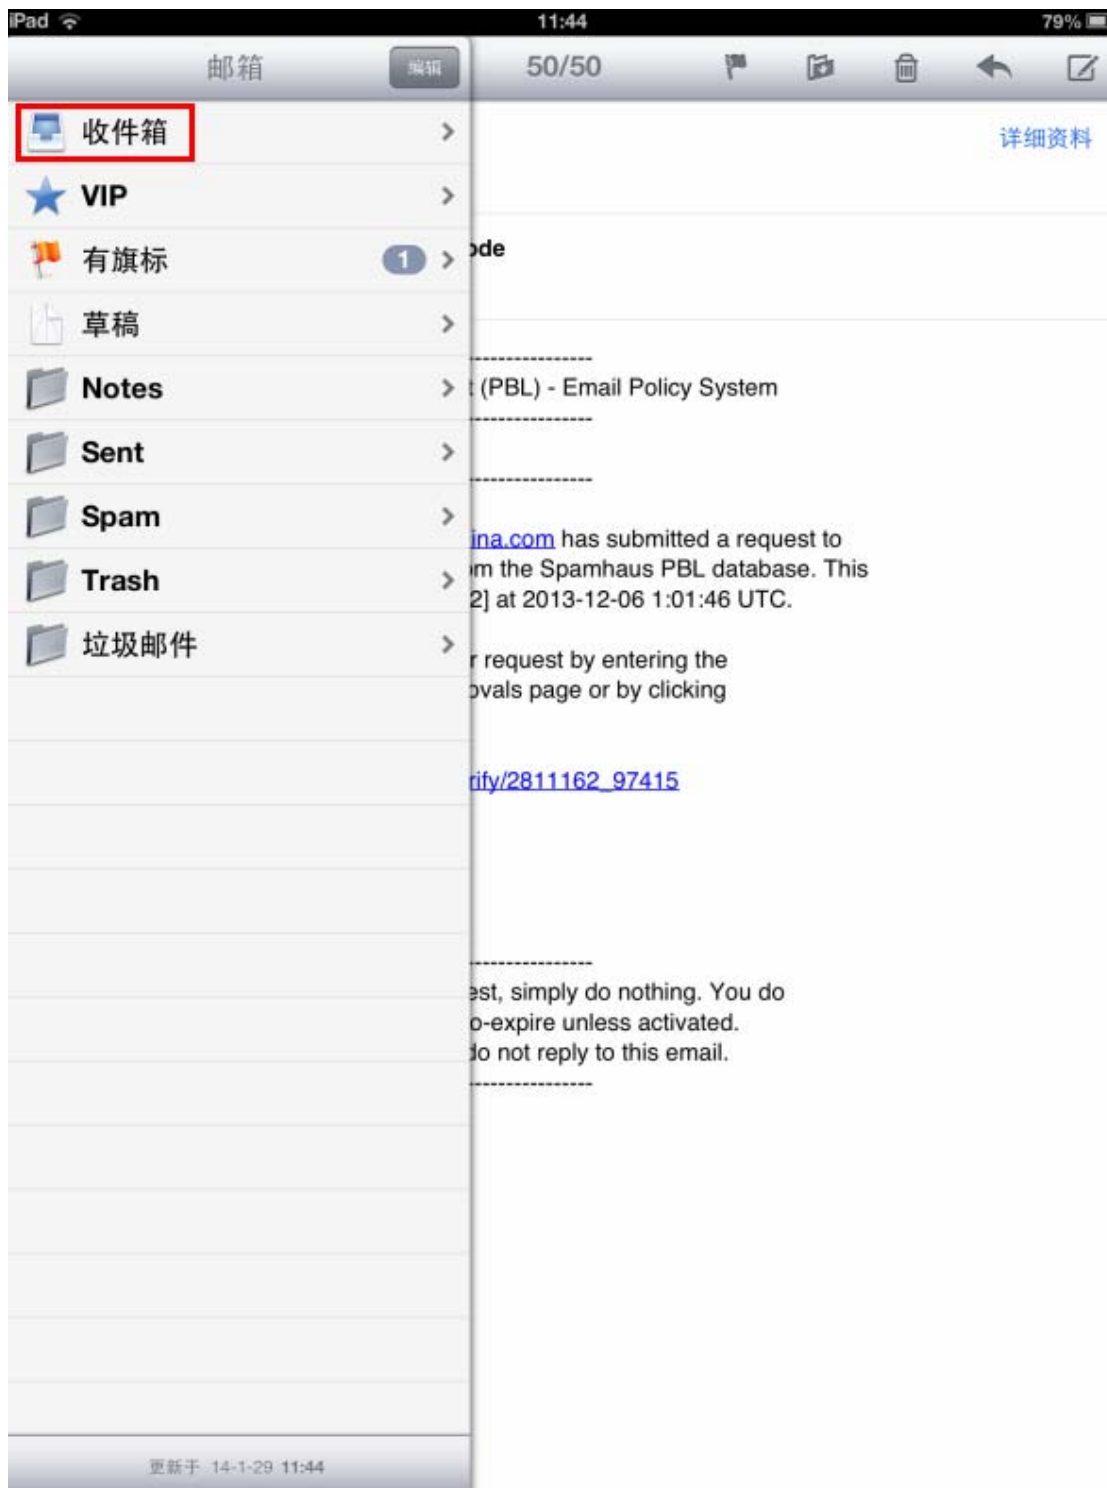 iPad
11:44
79%
邮箱
编辑
50/50
收件箱
VIP
有旗标
1
草稿
Notes
Sent
Spam
Trash
垃圾邮件
更新于 14-1-29 11:44
详细资料
ode
-----------------
(PBL) - Email Policy System
-----------------
-----------------
ina.com has submitted a request to
m the Spamhaus PBL database. This
2] at 2013-12-06 1:01:46 UTC.
r request by entering the
ovals page or by clicking
rify/2811162_97415
-----------------
est, simply do nothing. You do
o-expire unless activated.
do not reply to this email.
-----------------